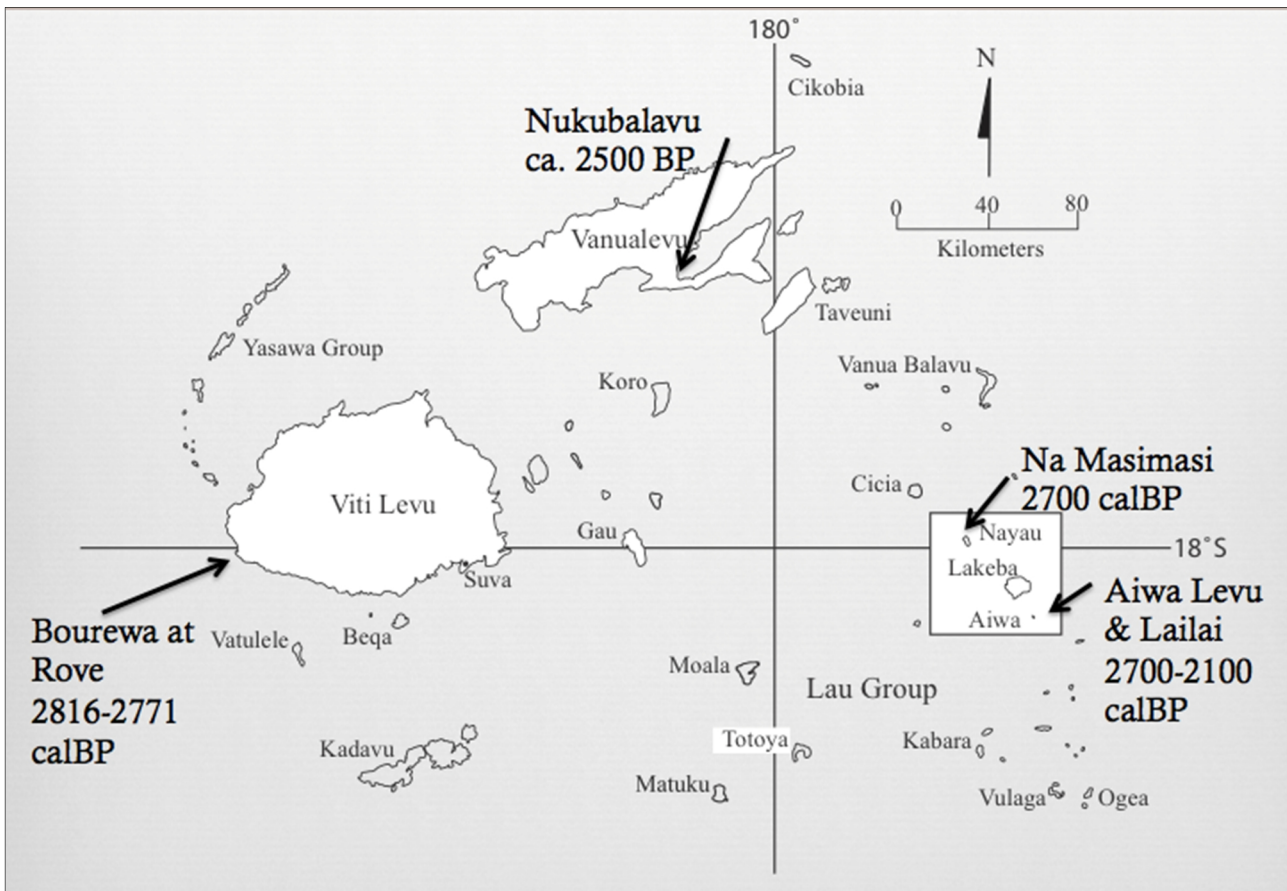 180°
N
Cikobia
Nukubalavu
ca. 2500 BP
0 40 80
Kilometers
Vanualevu
Taveuni
Yasawa Group
Vanua Balavu
Koro
Na Masimasi
2700 calBP
Cicia
Viti Levu
Gau
Nayau
18°S
Lakeba
Suva
Aiwa
Aiwa Levu
& Lailai
2700-2100
calBP
Bourewa at
Rove
2816-2771
calBP
Vatulele
Beqa
Moala
Lau Group
Kadavu
Totoya
Kabara
Matuku
Vulaga
Ogea